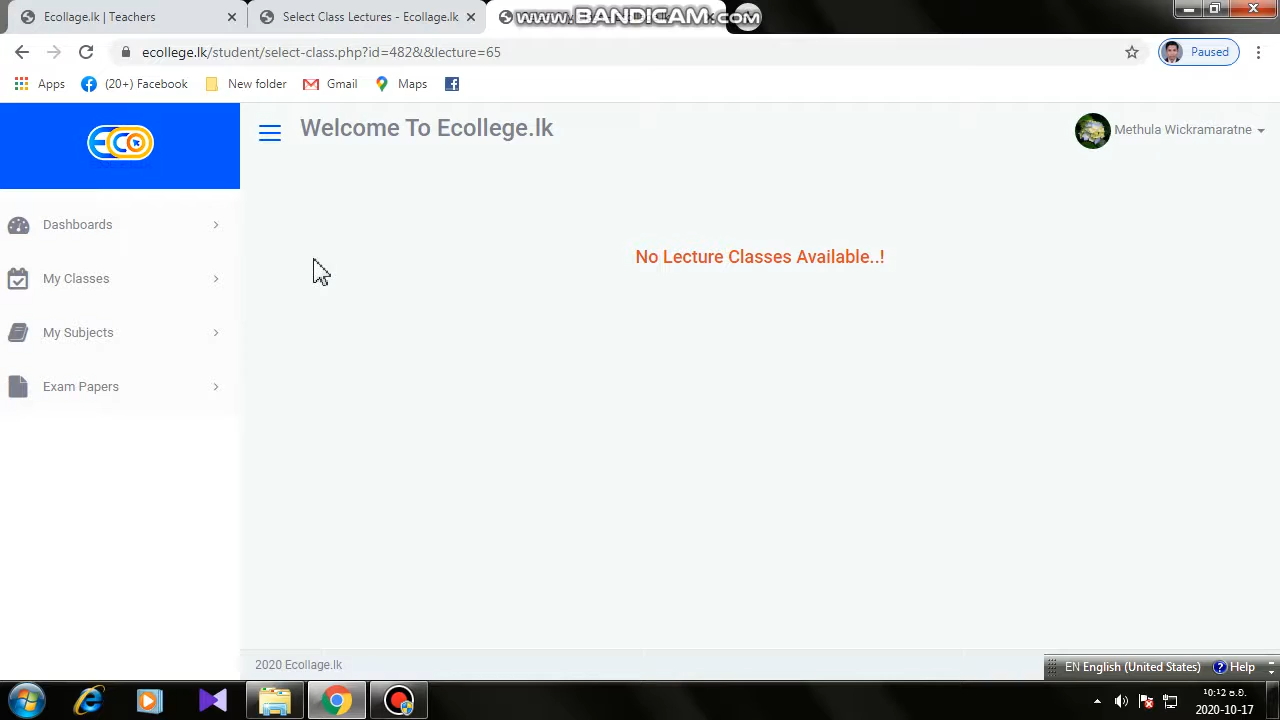 Ecollage.lk | Teachers
Select Class Lectures - Ecollage.lk
www.BANDICAM.com
ecollege.lk/student/select-class.php?id=482&&lecture=65
Paused
Apps
(20+) Facebook
New folder
Gmail
Maps
ECO
Welcome To Ecollege.lk
Methula Wickramaratne
Dashboards
My Classes
My Subjects
Exam Papers
No Lecture Classes Available..!
2020 Ecollage.lk
EN English (United States)
Help
10:12 ප.ව.
2020-10-17